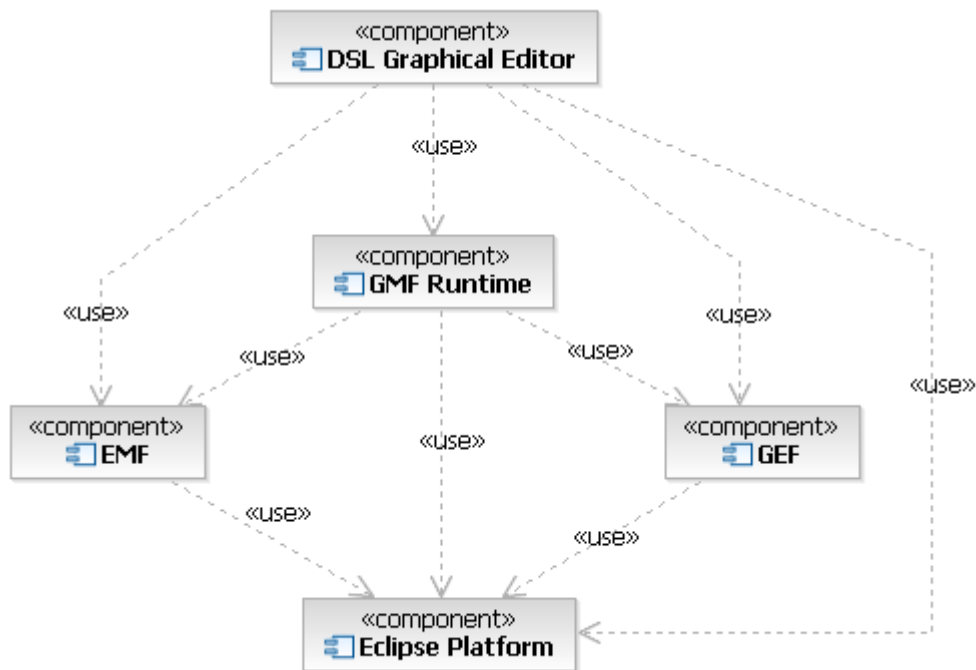 «component»
DSL Graphical Editor
«use»
«component»
GMF Runtime
«use»
«use»
«use»
«use»
«use»
«component»
EMF
«use»
«component»
GEF
«use»
«use»
«component»
Eclipse Platform